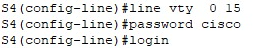 S4(config-line)#line vty  0 15
S4(config-line)#password cisco
S4(config-line)#login